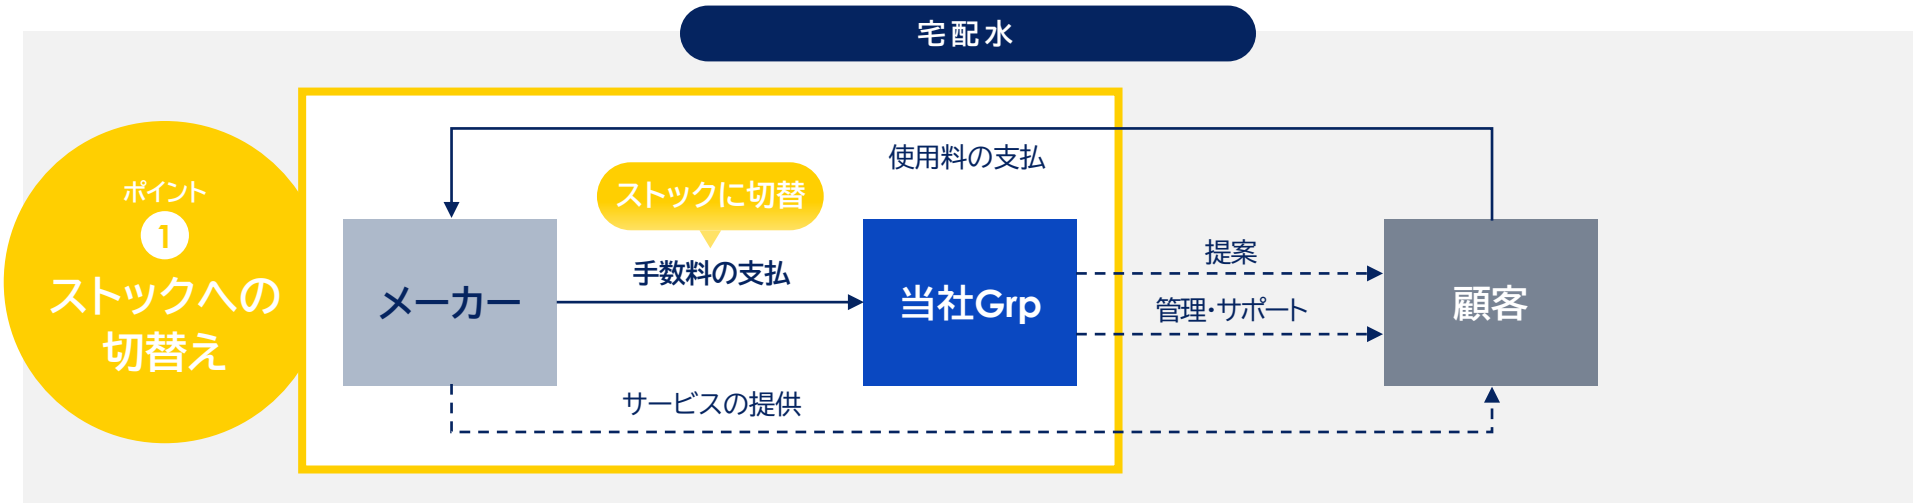 宅配水
ポイント
1
ストックへの
切替え
使用料の支払
ストックに切替
手数料の支払
メーカー
当社Grp
提案
管理・サポート
顧客
サービスの提供